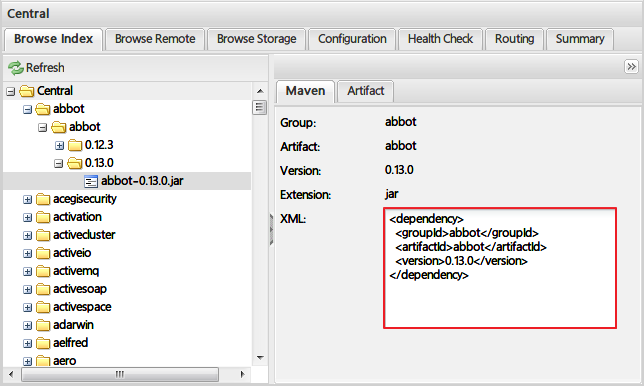 Central
Browse Index
Browse Remote
Browse Storage
Configuration
Health Check
Routing
Summary
Refresh
Central
abbot
abbot
0.12.3
0.13.0
abbot-0.13.0.jar
acegisecurity
activation
activecluster
activeio
activemq
activesoap
activespace
adarwin
aelfred
aero
Maven
Artifact
Group: abbot
Artifact: abbot
Version: 0.13.0
Extension: jar
XML:
<dependency>
  <groupId>abbot</groupId>
  <artifactId>abbot</artifactId>
  <version>0.13.0</version>
</dependency>